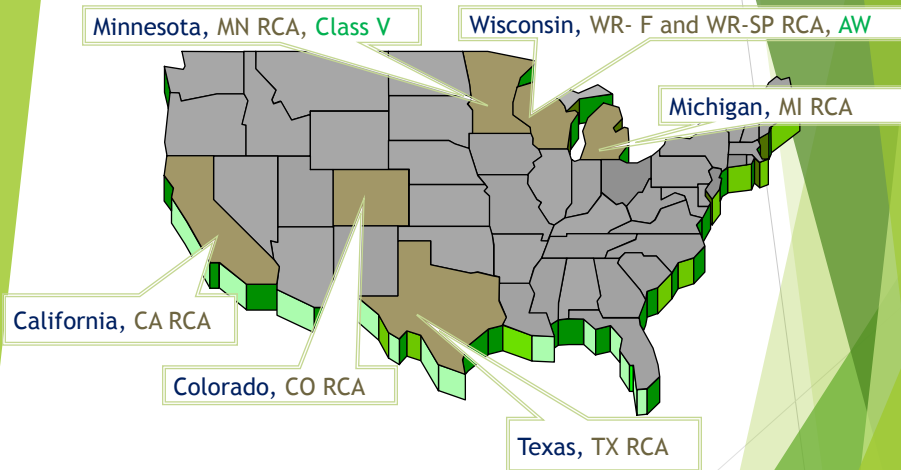 Minnesota, MN RCA, Class V
Wisconsin, WR- F and WR-SP RCA, AW
Michigan, MI RCA
California, CA RCA
Colorado, CO RCA
Texas, TX RCA